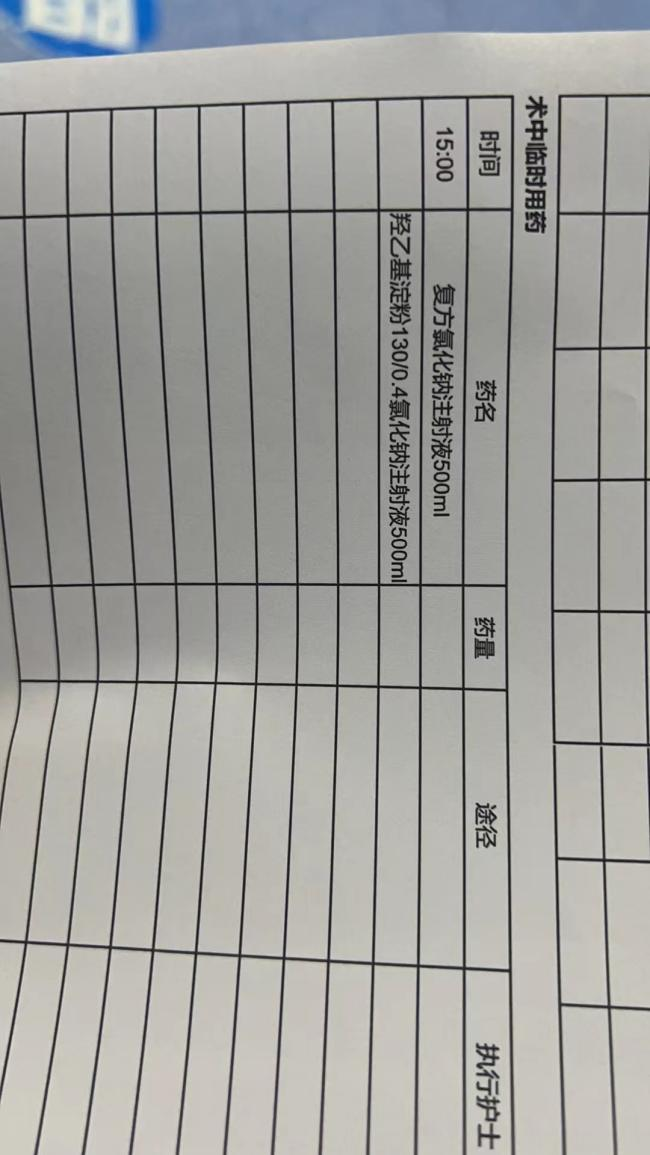 术中临时用药
时间 药名 药量 途径 执行护士
15:00 复方氯化钠注射液500ml
羟乙基淀粉130/0.4氯化钠注射液500ml